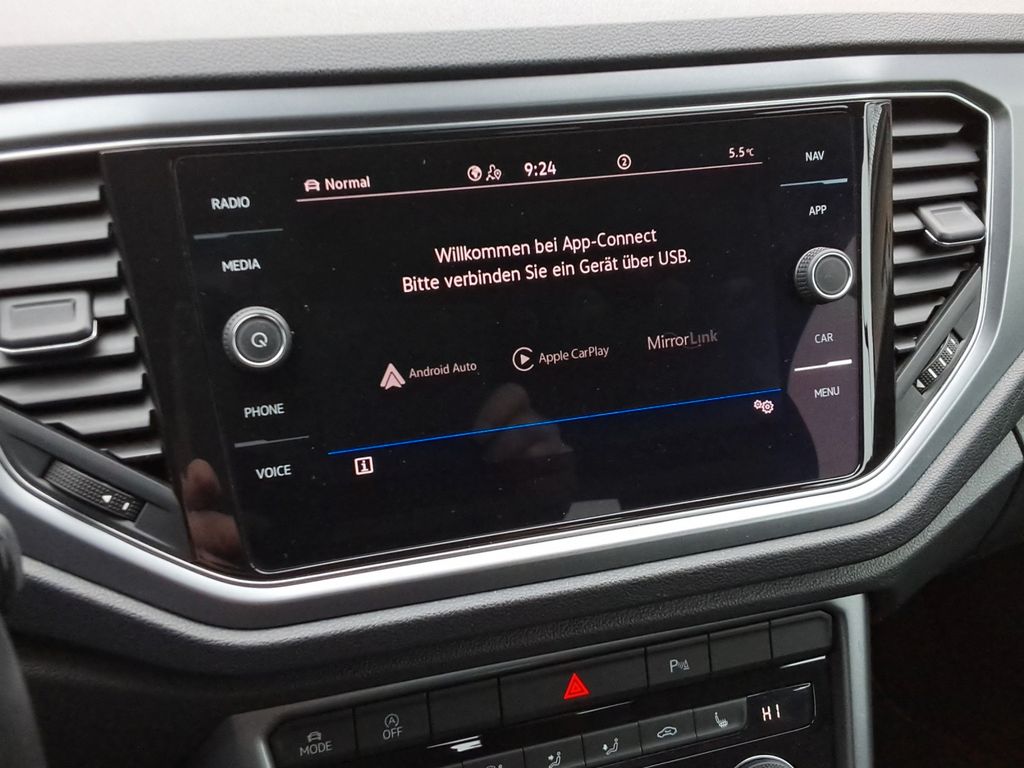 Normal 9:24 2 5.5°C
NAV
RADIO
APP
MEDIA
Willkommen bei App-Connect
Bitte verbinden Sie ein Gerät über USB.
Android Auto Apple CarPlay MirrorLink
CAR
PHONE
MENU
VOICE
i
MODE
A
OFF
P
HI